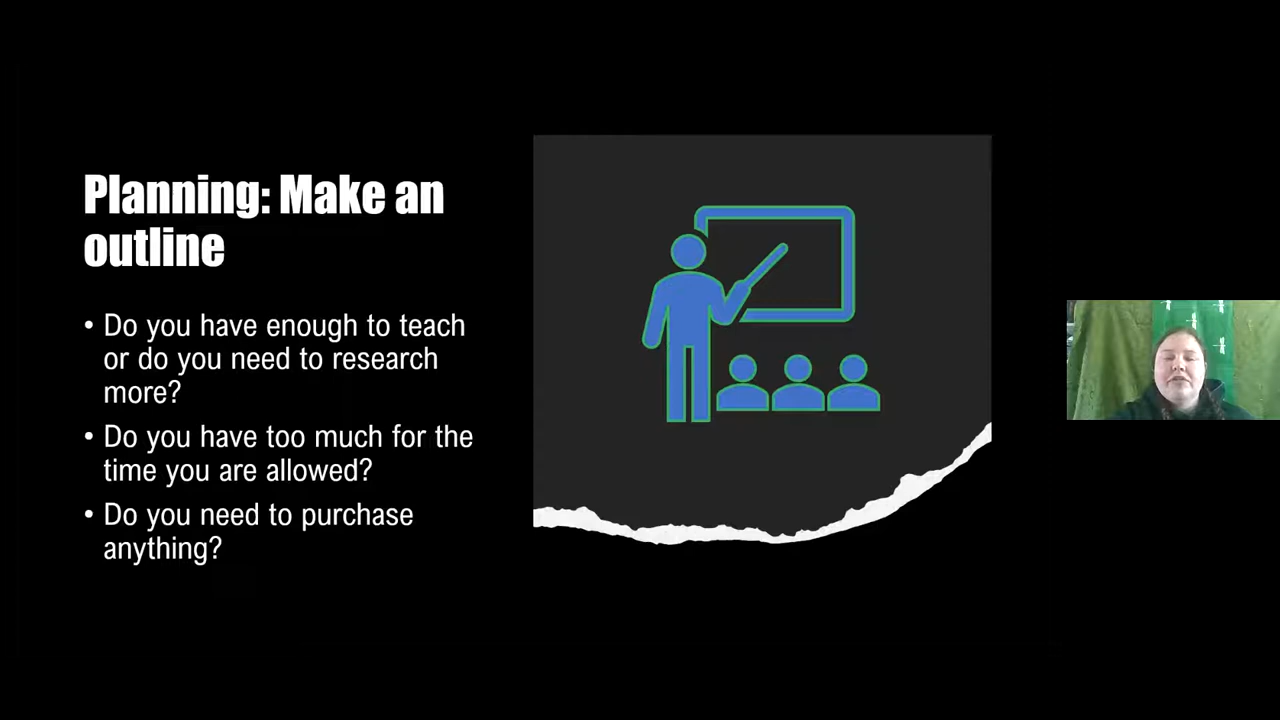 Planning: Make an
outline
• Do you have enough to teach
or do you need to research
more?
• Do you have too much for the
time you are allowed?
• Do you need to purchase
anything?